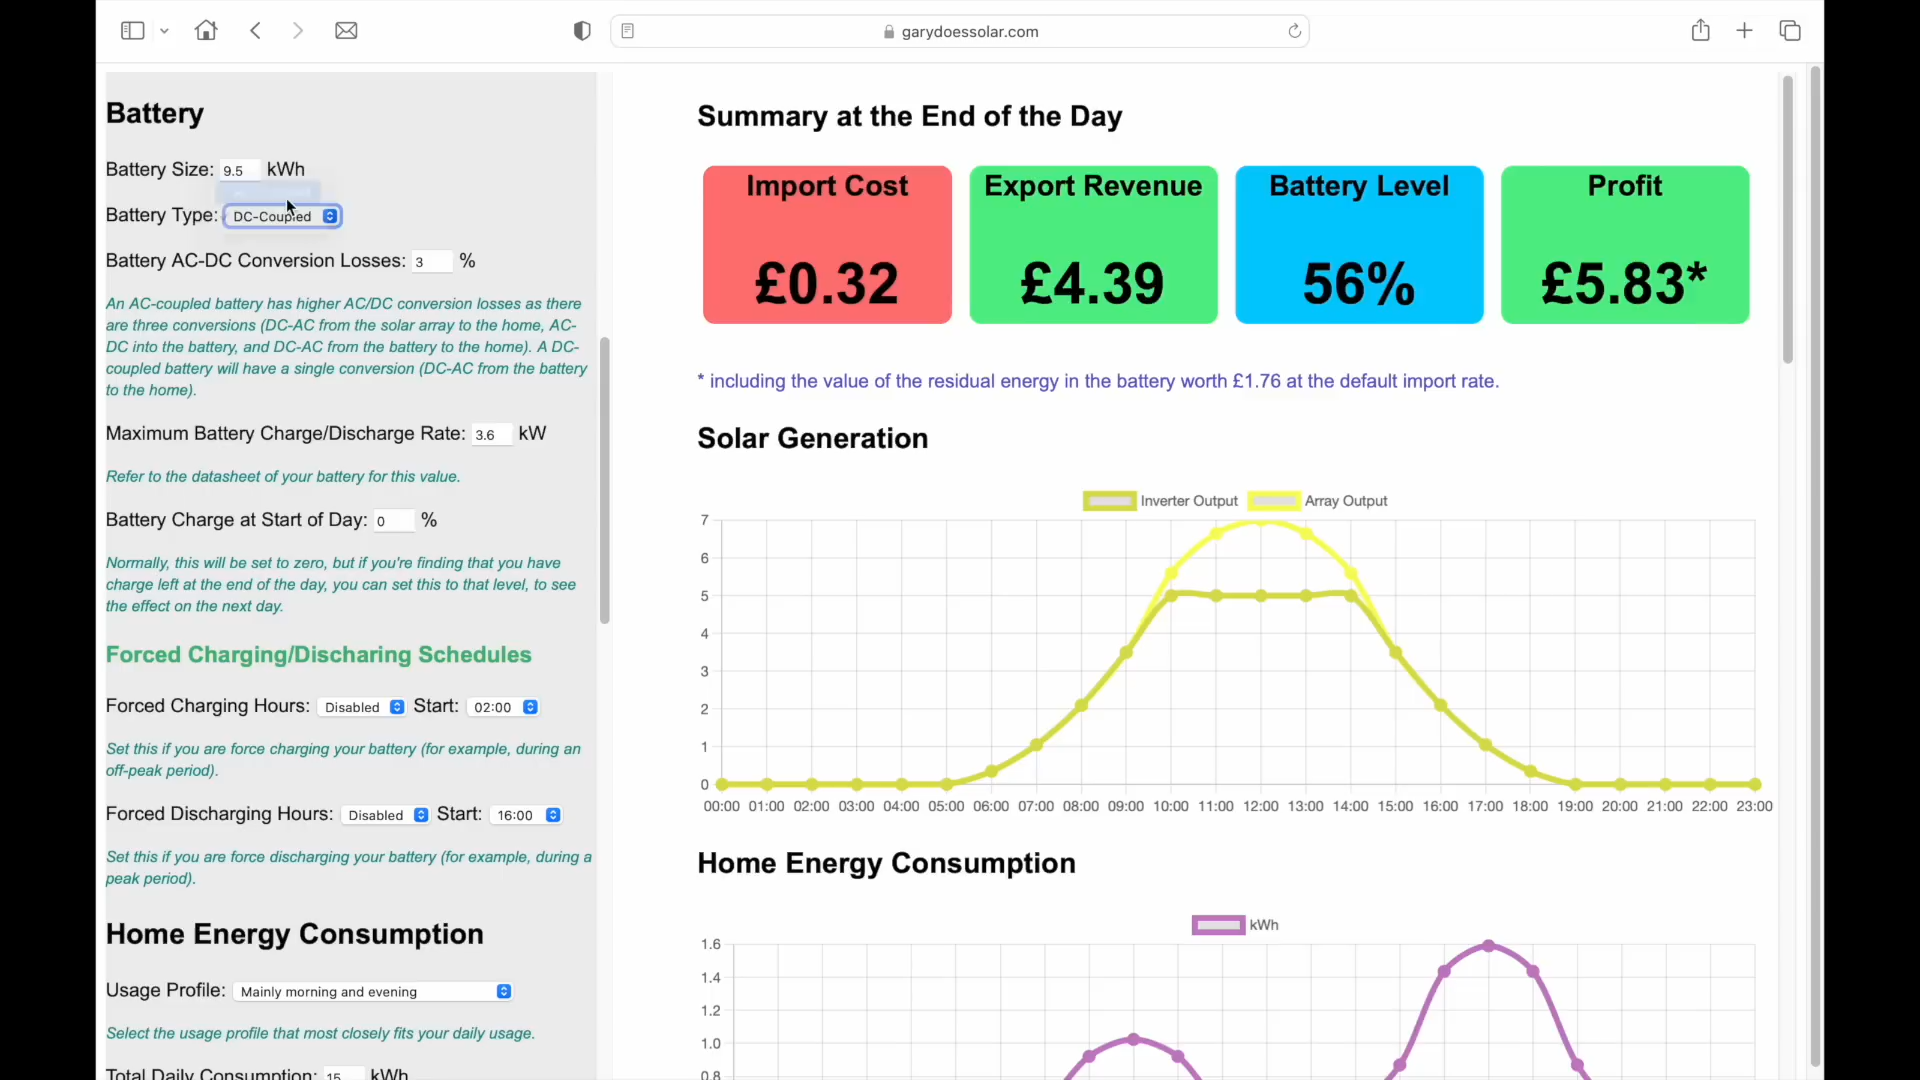 garydoessolar.com
Battery
Battery Size: 9.5 kWh
Battery Type: DC-Coupled
Battery AC-DC Conversion Losses: 3 %
An AC-coupled battery has higher AC/DC conversion losses as there
are three conversions (DC-AC from the solar array to the home, AC-
DC into the battery, and DC-AC from the battery to the home). A DC-
coupled battery will have a single conversion (DC-AC from the battery
to the home).
Maximum Battery Charge/Discharge Rate: 3.6 kW
Refer to the datasheet of your battery for this value.
Battery Charge at Start of Day: 0 %
Normally, this will be set to zero, but if you're finding that you have
charge left at the end of the day, you can set this to that level, to see
the effect on the next day.
Forced Charging/Discharing Schedules
Forced Charging Hours: Disabled Start: 02:00
Set this if you are force charging your battery (for example, during an
off-peak period).
Forced Discharging Hours: Disabled Start: 16:00
Set this if you are force discharging your battery (for example, during a
peak period).
Home Energy Consumption
Usage Profile: Mainly morning and evening
Select the usage profile that most closely fits your daily usage.
Total Daily Consumption: 15 kWh
Summary at the End of the Day
Import Cost Export Revenue Battery Level Profit
£0.32 £4.39 56% £5.83*
* including the value of the residual energy in the battery worth £1.76 at the default import rate.
Solar Generation
Inverter Output Array Output
7
6
5
4
3
2
1
0
00:00 01:00 02:00 03:00 04:00 05:00 06:00 07:00 08:00 09:00 10:00 11:00 12:00 13:00 14:00 15:00 16:00 17:00 18:00 19:00 20:00 21:00 22:00 23:00
Home Energy Consumption
kWh
1.6
1.4
1.2
1.0
0.8